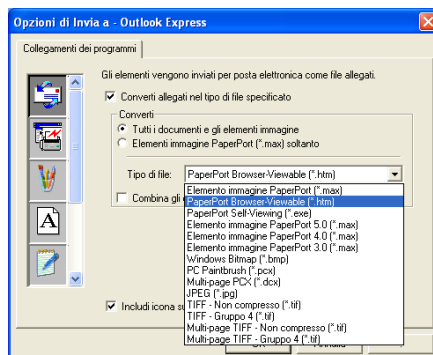 Opzioni di Invia a - Outlook Express
Collegamenti dei programmi
Gli elementi vengono inviati per posta elettronica come file allegati.
Converti allegati nel tipo di file specificato
Converti
Tutti i documenti e gli elementi immagine
Elementi immagine PaperPort (*.max) soltanto
Tipo di file: PaperPort Browser-Viewable (*.htm)
Combina gli
Elemento immagine PaperPort (*.max)
PaperPort Browser-Viewable (*.htm)
PaperPort Self-Viewing (*.exe)
Elemento immagine PaperPort 5.0 (*.max)
Elemento immagine PaperPort 4.0 (*.max)
Elemento immagine PaperPort 3.0 (*.max)
Windows Bitmap (*.bmp)
PC Paintbrush (*.pcx)
Multi-page PCX (*.dcx)
JPEG (*.jpg)
TIFF - Non compresso (*.tif)
TIFF - Gruppo 4 (*.tif)
Multi-page TIFF - Non compresso (*.tif)
Multi-page TIFF - Gruppo 4 (*.tif)
Includi icona